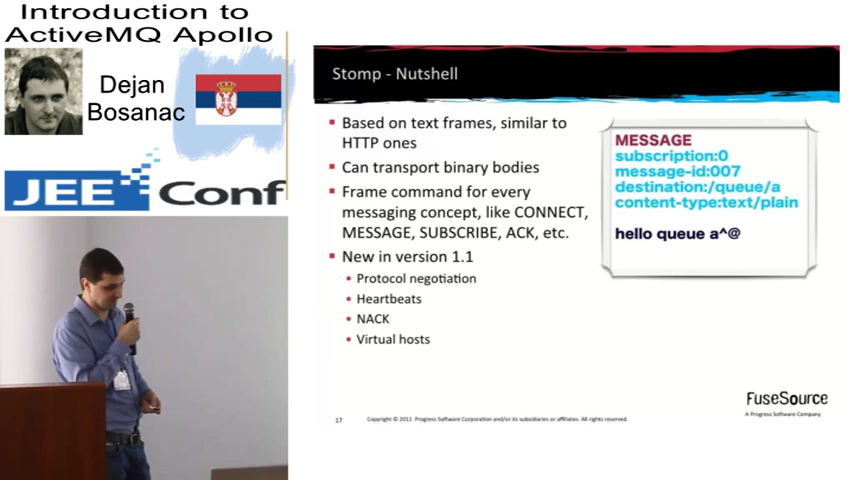 Introduction to
ActiveMQ Apollo
Dejan
Bosanac
JEE Conf
Stomp - Nutshell
Based on text frames, similar to
HTTP ones
Can transport binary bodies
Frame command for every
messaging concept, like CONNECT,
MESSAGE, SUBSCRIBE, ACK, etc.
New in version 1.1
Protocol negotiation
Heartbeats
NACK
Virtual hosts
MESSAGE
subscription:0
message-id:007
destination:/queue/a
content-type:text/plain
hello queue a^@
FuseSource
A Progress Software Company
17
Copyright © 2011 Progress Software Corporation and/or its subsidiaries or affiliates. All rights reserved.